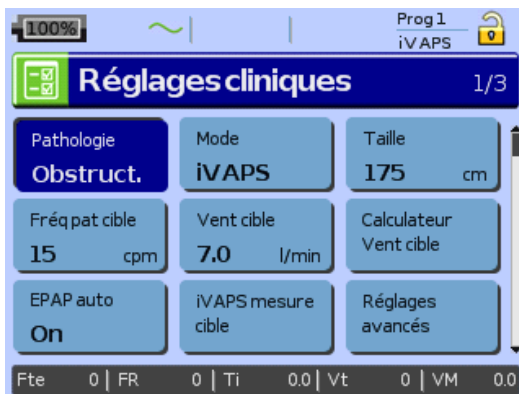 100%
Prog 1
iVAPS
Réglages cliniques 1/3
Pathologie
Obstruct.
Mode
iVAPS
Taille
175 cm
Fréq pat cible
15 cpm
Vent cible
7.0 l/min
Calculateur
Vent cible
EPAP auto
On
iVAPS mesure
cible
Réglages
avancés
Fte 0 | FR 0 | Ti 0.0 | Vt 0 | VM 0.0